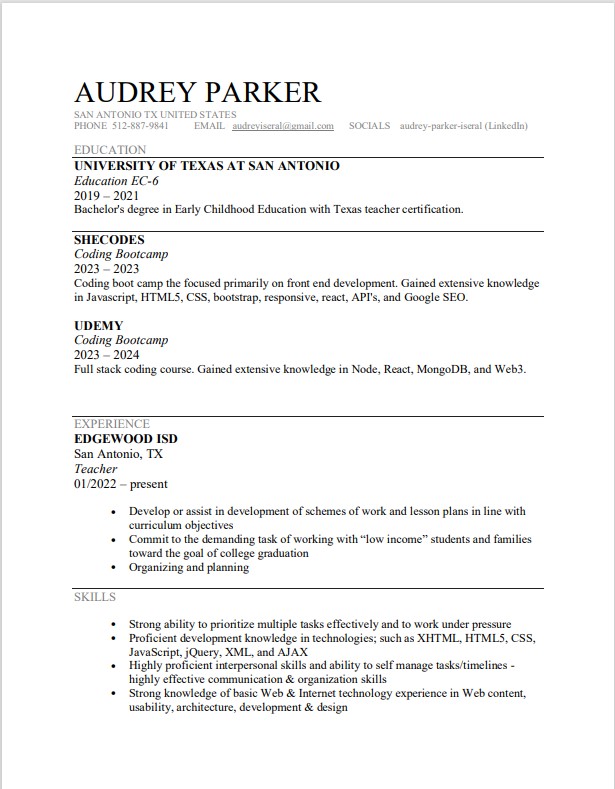 AUDREY PARKER
SAN ANTONIO TX UNITED STATES
PHONE 512-887-9841 EMAIL audreyiseral@gmail.com SOCIALS audrey-parker-iseral (LinkedIn)
EDUCATION
UNIVERSITY OF TEXAS AT SAN ANTONIO
Education EC-6
2019 – 2021
Bachelor's degree in Early Childhood Education with Texas teacher certification.
SHECODES
Coding Bootcamp
2023 – 2023
Coding boot camp the focused primarily on front end development. Gained extensive knowledge
in Javascript, HTML5, CSS, bootstrap, responsive, react, API's, and Google SEO.
UDEMY
Coding Bootcamp
2023 – 2024
Full stack coding course. Gained extensive knowledge in Node, React, MongoDB, and Web3.
EXPERIENCE
EDGEWOOD ISD
San Antonio, TX
Teacher
01/2022 – present
• Develop or assist in development of schemes of work and lesson plans in line with
curriculum objectives
• Commit to the demanding task of working with “low income” students and families
toward the goal of college graduation
• Organizing and planning
SKILLS
• Strong ability to prioritize multiple tasks effectively and to work under pressure
• Proficient development knowledge in technologies; such as XHTML, HTML5, CSS,
JavaScript, jQuery, XML, and AJAX
• Highly proficient interpersonal skills and ability to self manage tasks/timelines -
highly effective communication & organization skills
• Strong knowledge of basic Web & Internet technology experience in Web content,
usability, architecture, development & design